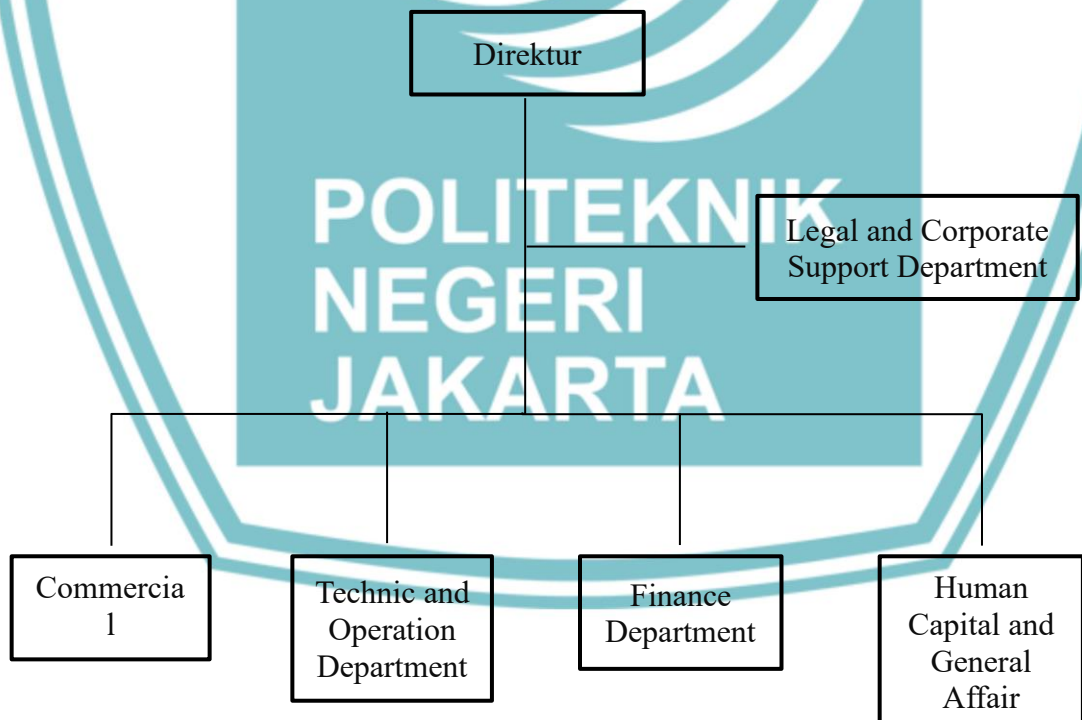 Direktur
POLITEKNIK
NEGERI
JAKARTA
Legal and Corporate
Support Department
Commercia
l
Technic and
Operation
Department
Finance
Department
Human
Capital and
General
Affair